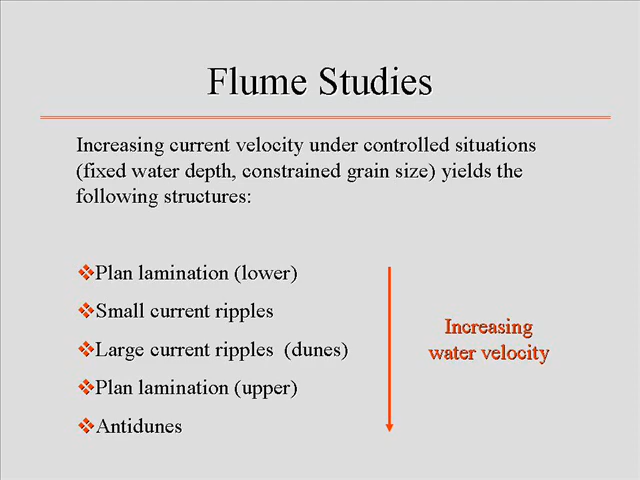 Flume Studies
Increasing current velocity under controlled situations
(fixed water depth, constrained grain size) yields the
following structures:
Plan lamination (lower)
Small current ripples
Large current ripples  (dunes)
Plan lamination (upper)
Antidunes
Increasing
water velocity